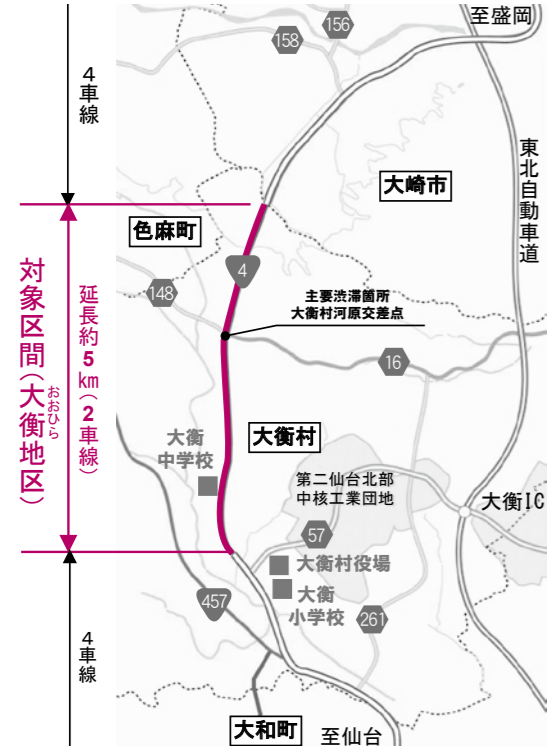 至盛岡
156
158
4車線
東北自動車道
大崎市
色麻町
4
148
主要渋滞箇所
大衡村河原交差点
16
対象区間（大衡地区）
おおひら
延長約5km（2車線）
大衡
中学校
大衡村
第二仙台北部
中核工業団地
大衡IC
57
大衡村役場
大衡
小学校
457
261
4車線
大和町
至仙台